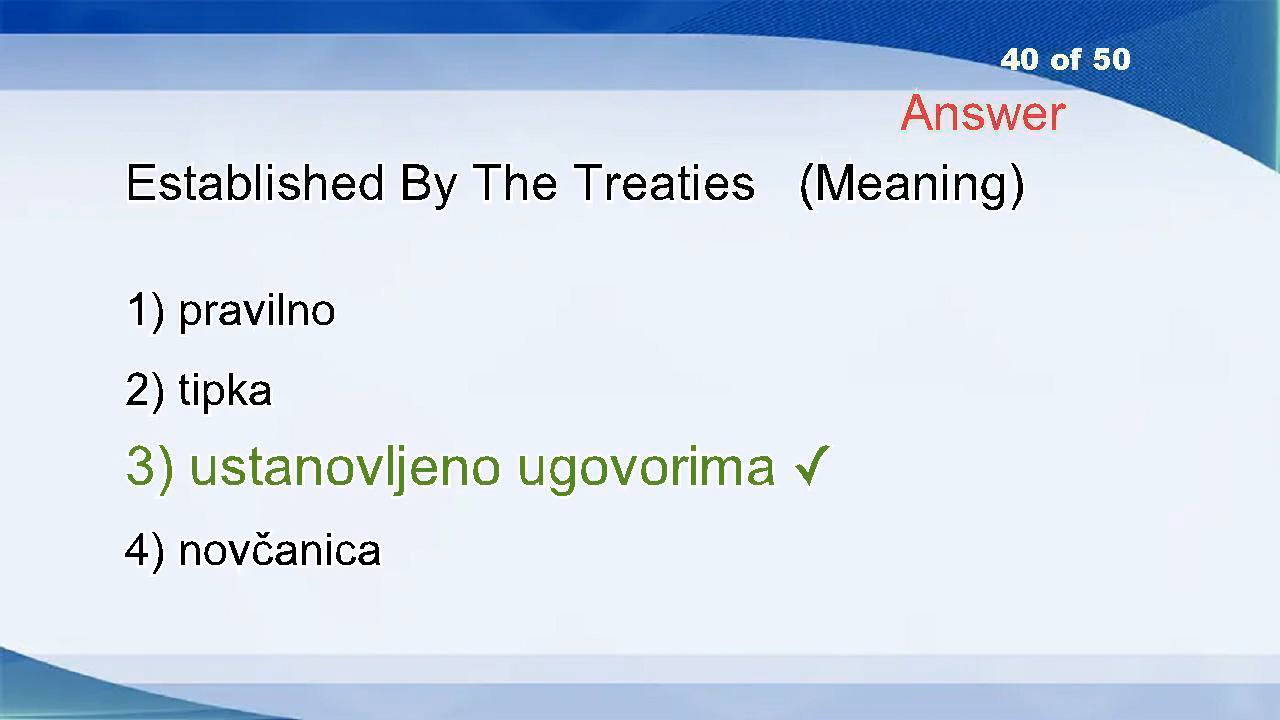 40 of 50
Answer
Established By The Treaties (Meaning)
1) pravilno
2) tipka
3) ustanovljeno ugovorima ✓
4) novčanica